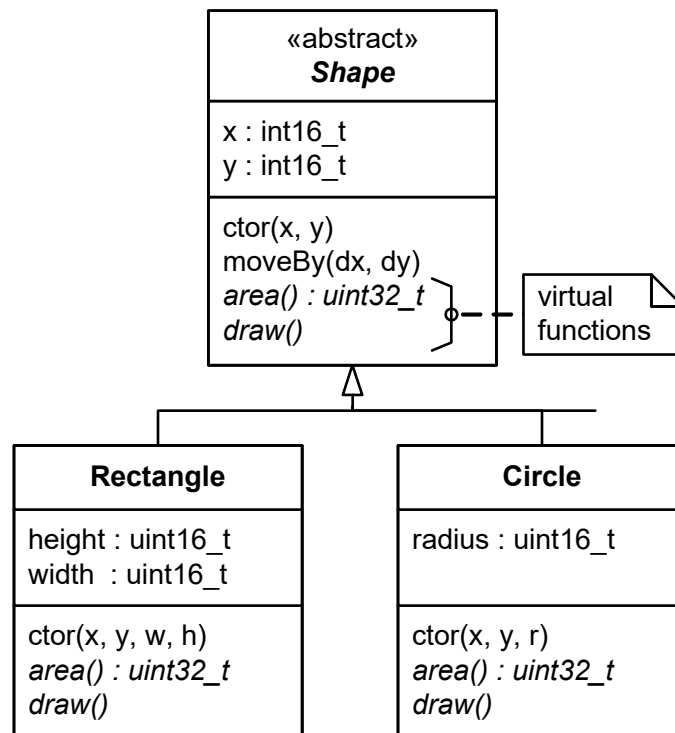 «abstract»
Shape
x : int16_t
y : int16_t
ctor(x, y)
moveBy(dx, dy)
area() : uint32_t
draw()
virtual
functions
Rectangle
height : uint16_t
width : uint16_t
ctor(x, y, w, h)
area() : uint32_t
draw()
Circle
radius : uint16_t
ctor(x, y, r)
area() : uint32_t
draw()